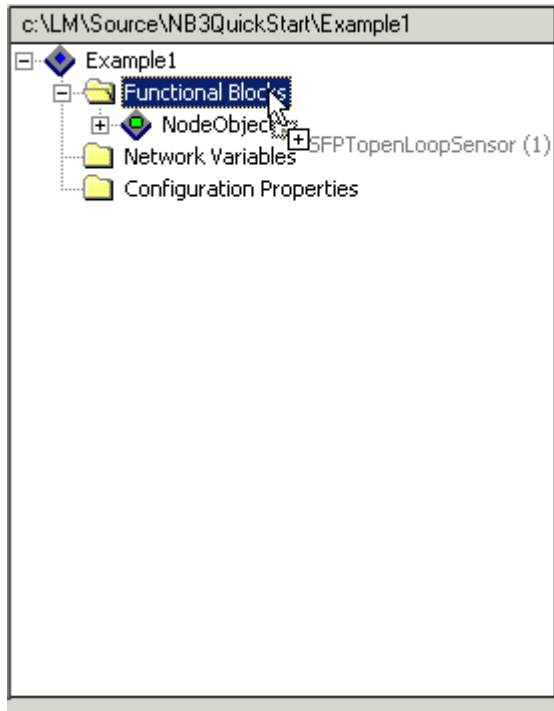 c:\LM\Source\NB3QuickStart\Example1
Example1
Functional Blocks
NodeObject
SFPTopenLoopSensor (1)
Network Variables
Configuration Properties